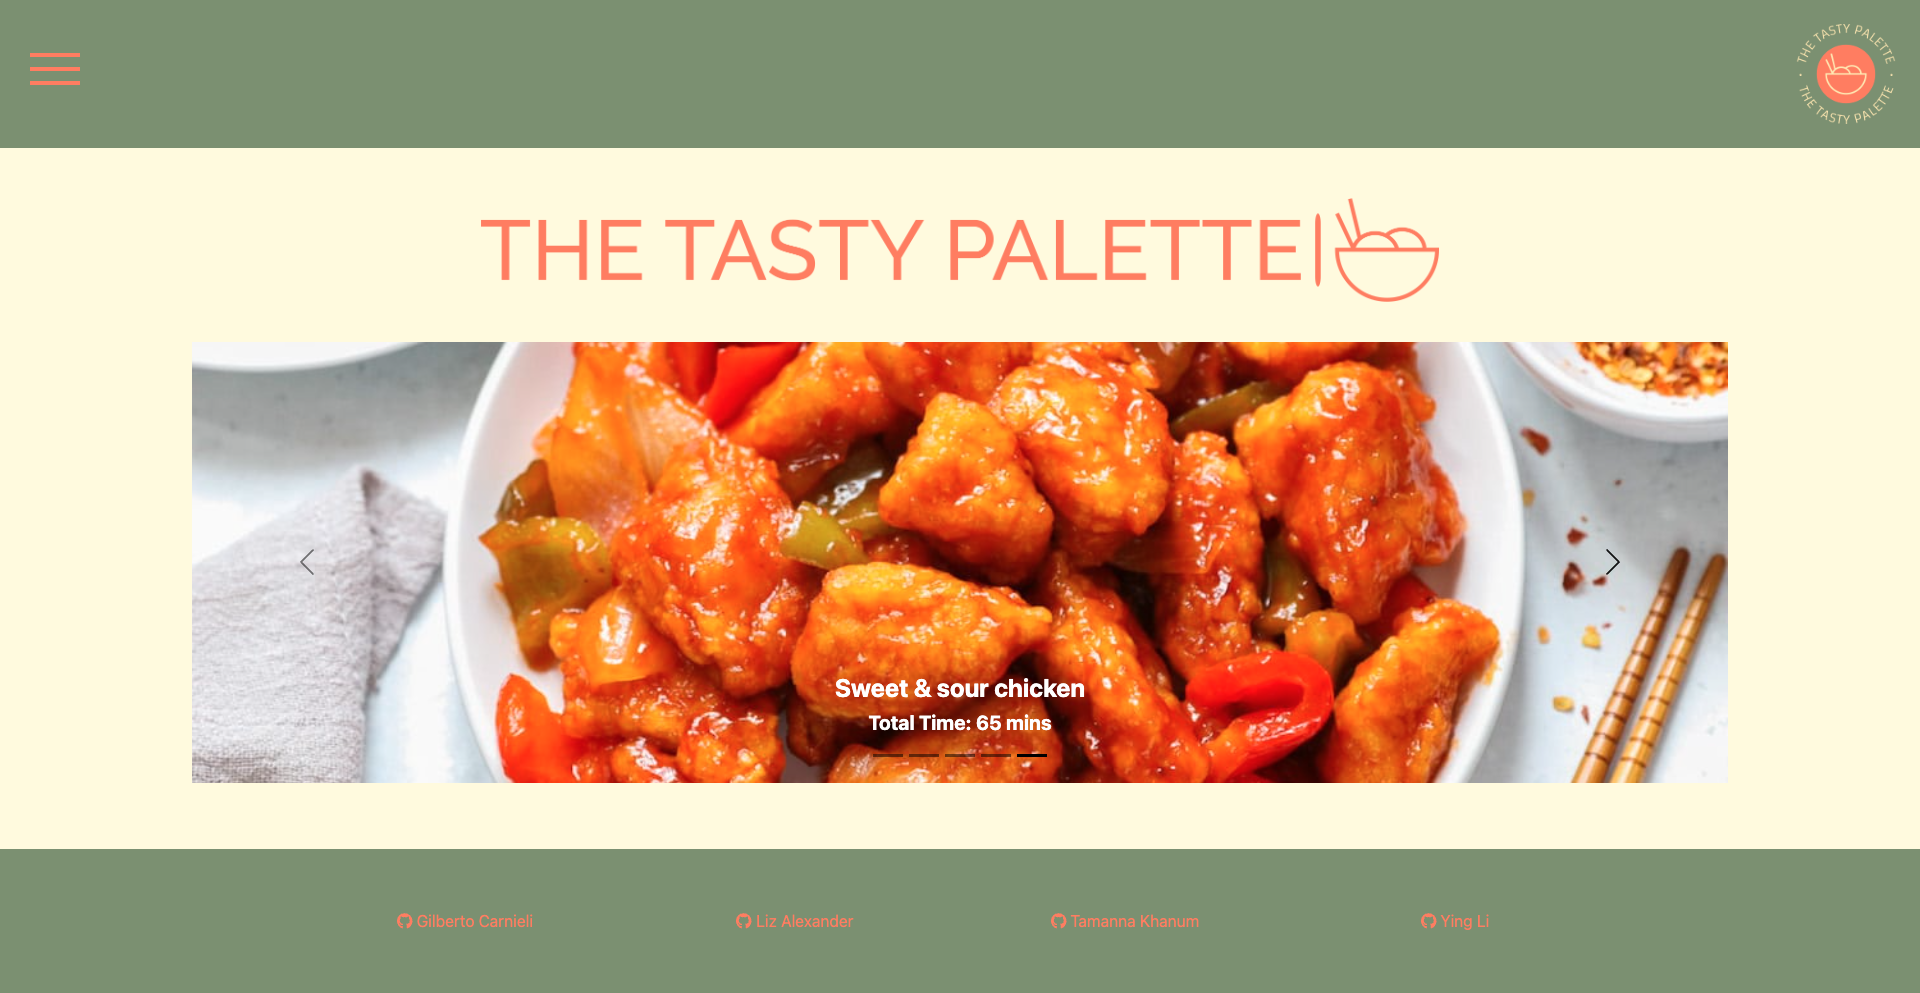 THE TASTY PALETTE
THE TASTY PALETTE
THE TASTY PALETTE
Sweet & sour chicken
Total Time: 65 mins
Gilberto Carnieli
Liz Alexander
Tamanna Khanum
Ying Li